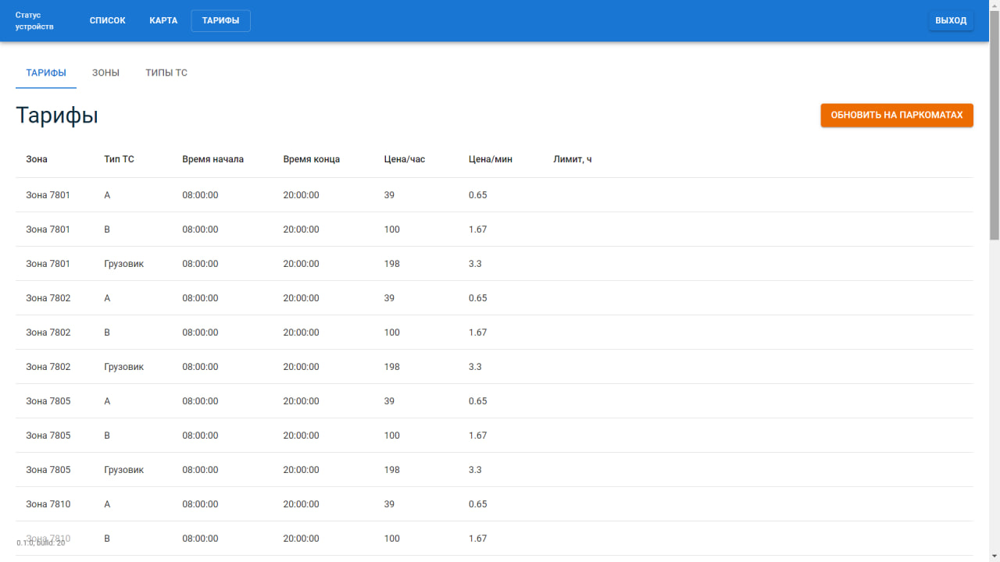 Статус
устройств
СПИСОК КАРТА ТАРИФЫ ВЫХОД
ТАРИФЫ ЗОНЫ ТИПЫ ТС
Тарифы ОБНОВИТЬ НА ПАРКОМАТАХ
Зона Тип ТС Время начала Время конца Цена/час Цена/мин Лимит, ч
Зона 7801 A 08:00:00 20:00:00 39 0.65
Зона 7801 B 08:00:00 20:00:00 100 1.67
Зона 7801 Грузовик 08:00:00 20:00:00 198 3.3
Зона 7802 A 08:00:00 20:00:00 39 0.65
Зона 7802 B 08:00:00 20:00:00 100 1.67
Зона 7802 Грузовик 08:00:00 20:00:00 198 3.3
Зона 7805 A 08:00:00 20:00:00 39 0.65
Зона 7805 B 08:00:00 20:00:00 100 1.67
Зона 7805 Грузовик 08:00:00 20:00:00 198 3.3
Зона 7810 A 08:00:00 20:00:00 39 0.65
Зона 7810 B 08:00:00 20:00:00 100 1.67
0.1.0, build: 20